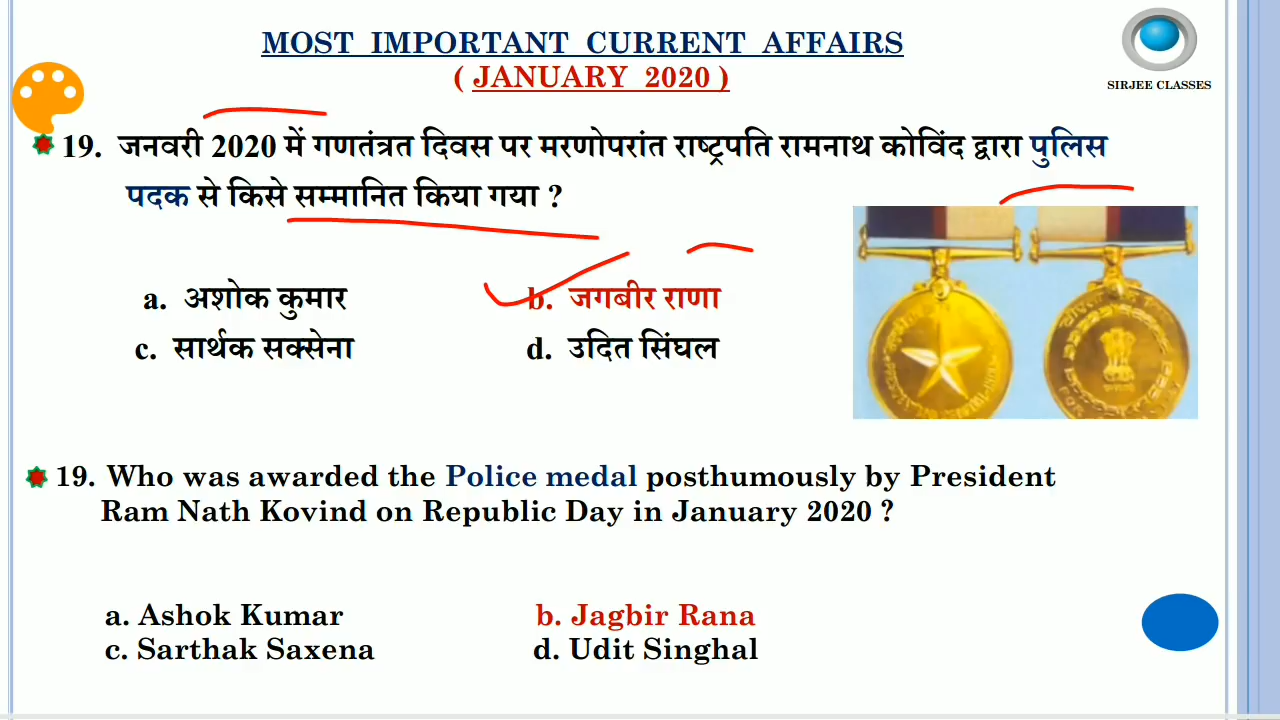 MOST IMPORTANT CURRENT AFFAIRS
( JANUARY 2020 )
SIRJEE CLASSES
19. जनवरी 2020 में गणतंत्रत दिवस पर मरणोपरांत राष्ट्रपति रामनाथ कोविंद द्वारा पुलिस
पदक से किसे सम्मानित किया गया ?
a. अशोक कुमार
b. जगबीर राणा
c. सार्थक सक्सेना
d. उदित सिंघल
19. Who was awarded the Police medal posthumously by President
Ram Nath Kovind on Republic Day in January 2020 ?
a. Ashok Kumar
b. Jagbir Rana
c. Sarthak Saxena
d. Udit Singhal